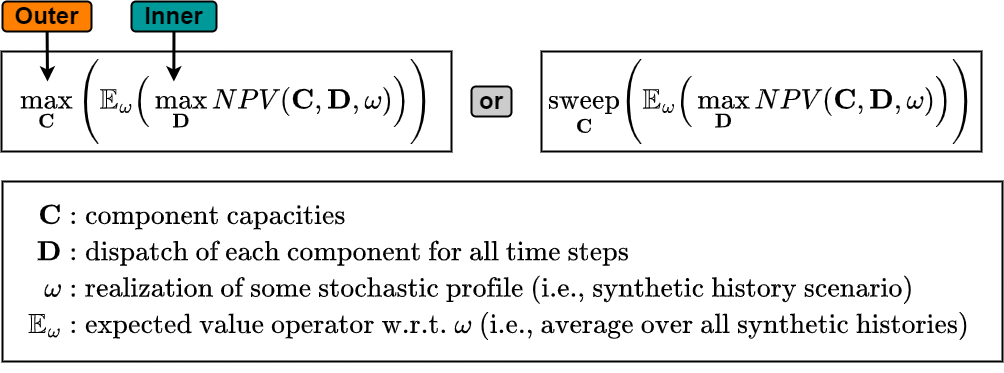 Outer Inner
max_C ( 𝔼_ω ( max_D NPV(C, D, ω) ) ) or sweep_C ( 𝔼_ω ( max_D NPV(C, D, ω) ) )
C : component capacities
D : dispatch of each component for all time steps
ω : realization of some stochastic profile (i.e., synthetic history scenario)
𝔼_ω : expected value operator w.r.t. ω (i.e., average over all synthetic histories)